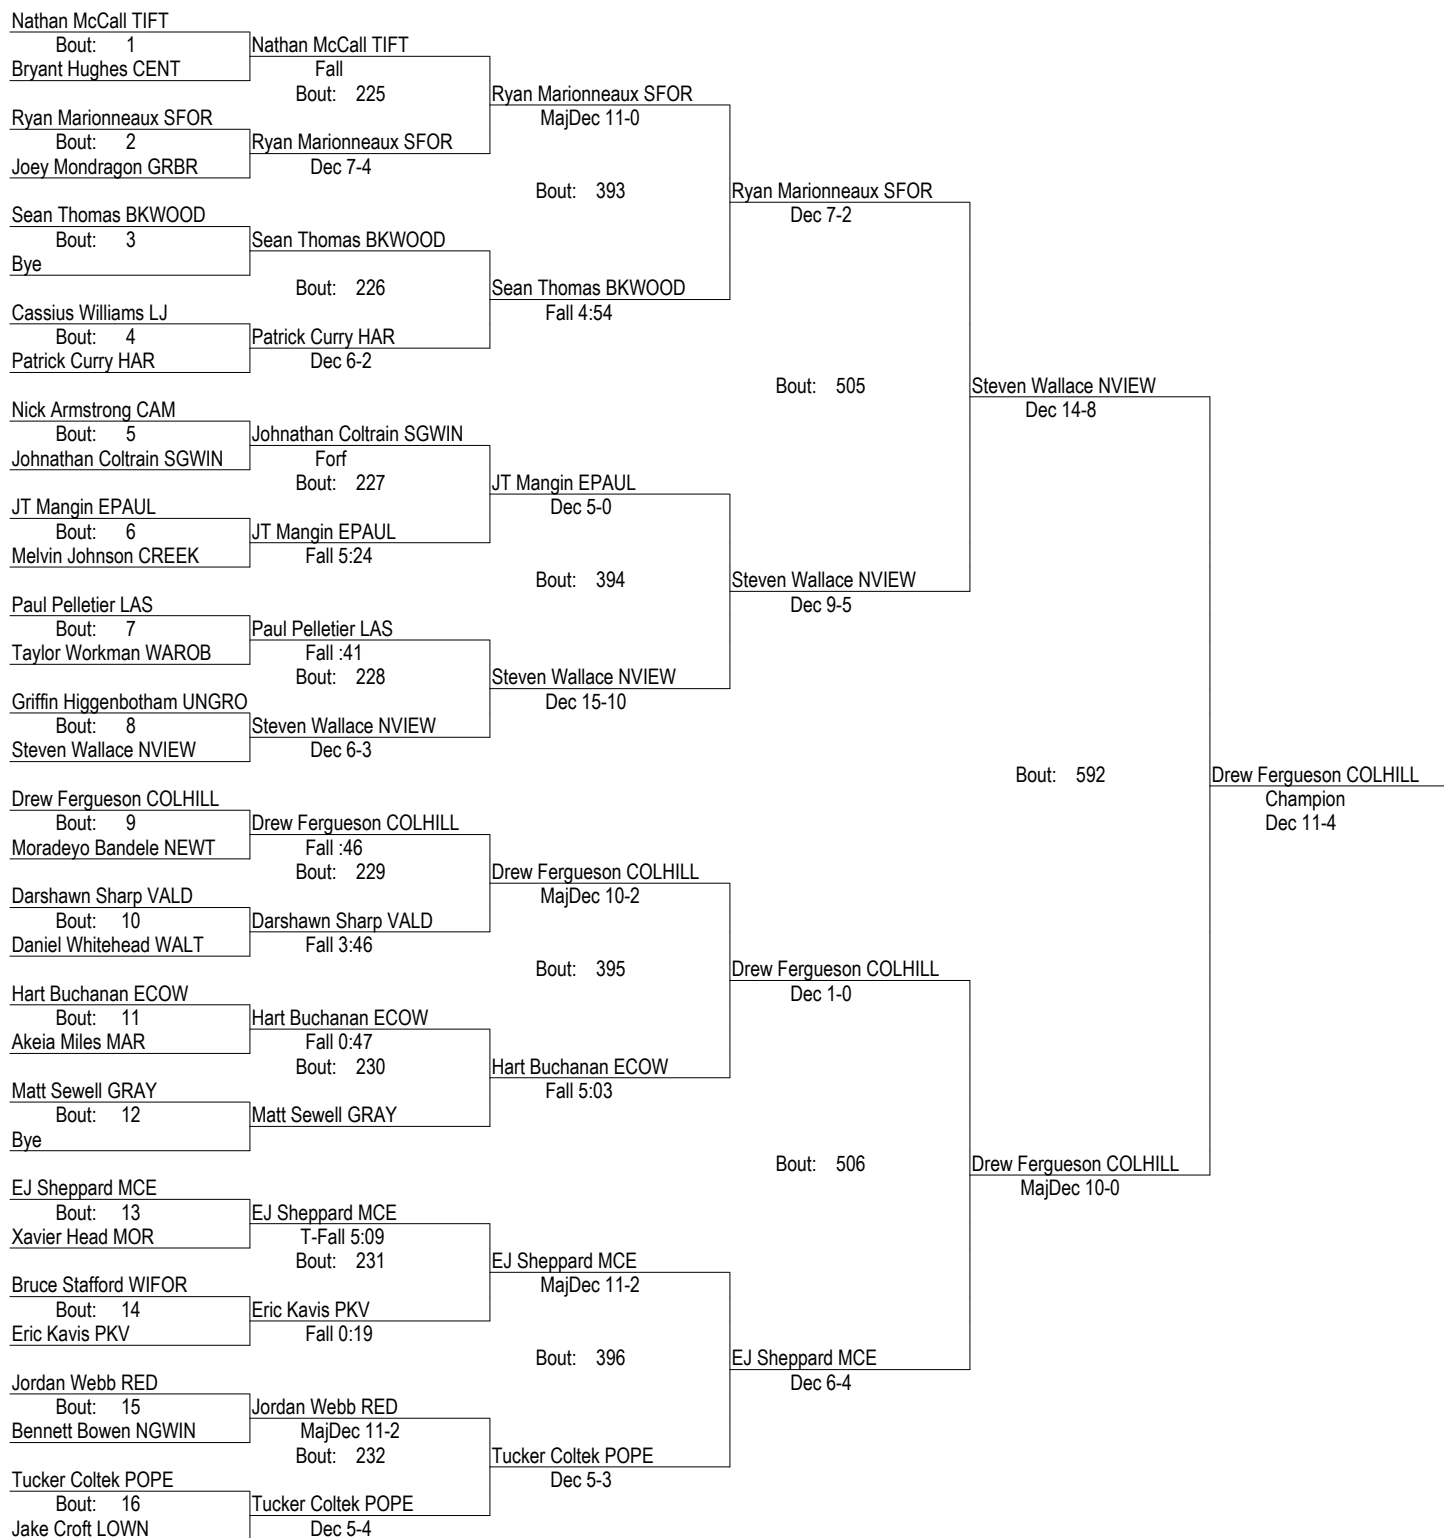 Nathan McCall TIFT
Bout: 1
Bryant Hughes CENT
Ryan Marionneaux SFOR
Bout: 2
Joey Mondragon GRBR
Sean Thomas BKWOOD
Bout: 3
Bye
Cassius Williams LJ
Bout: 4
Patrick Curry HAR
Nick Armstrong CAM
Bout: 5
Johnathan Coltrain SGWIN
JT Mangin EPAUL
Bout: 6
Melvin Johnson CREEK
Paul Pelletier LAS
Bout: 7
Taylor Workman WAROB
Griffin Higgenbotham UNGRO
Bout: 8
Steven Wallace NVIEW
Drew Fergueson COLHILL
Bout: 9
Moradeyo Bandele NEWT
Darshawn Sharp VALD
Bout: 10
Daniel Whitehead WALT
Hart Buchanan ECOW
Bout: 11
Akeia Miles MAR
Matt Sewell GRAY
Bout: 12
Bye
EJ Sheppard MCE
Bout: 13
Xavier Head MOR
Bruce Stafford WIFOR
Bout: 14
Eric Kavis PKV
Jordan Webb RED
Bout: 15
Bennett Bowen NGWIN
Tucker Coltek POPE
Bout: 16
Jake Croft LOWN
Nathan McCall TIFT
Fall
Bout: 225
Ryan Marionneaux SFOR
Dec 7-4
Sean Thomas BKWOOD
Bout: 226
Patrick Curry HAR
Dec 6-2
Johnathan Coltrain SGWIN
Forf
Bout: 227
JT Mangin EPAUL
Fall 5:24
Paul Pelletier LAS
Fall :41
Bout: 228
Steven Wallace NVIEW
Dec 6-3
Drew Fergueson COLHILL
Fall :46
Bout: 229
Darshawn Sharp VALD
Fall 3:46
Hart Buchanan ECOW
Fall 0:47
Bout: 230
Matt Sewell GRAY
EJ Sheppard MCE
T-Fall 5:09
Bout: 231
Eric Kavis PKV
Fall 0:19
Jordan Webb RED
MajDec 11-2
Bout: 232
Tucker Coltek POPE
Dec 5-4
Ryan Marionneaux SFOR
MajDec 11-0
Bout: 393
Sean Thomas BKWOOD
Fall 4:54
JT Mangin EPAUL
Dec 5-0
Bout: 394
Steven Wallace NVIEW
Dec 15-10
Drew Fergueson COLHILL
MajDec 10-2
Bout: 395
Hart Buchanan ECOW
Fall 5:03
EJ Sheppard MCE
MajDec 11-2
Bout: 396
Tucker Coltek POPE
Dec 5-3
Ryan Marionneaux SFOR
Dec 7-2
Bout: 505
Steven Wallace NVIEW
Dec 9-5
Drew Fergueson COLHILL
Dec 1-0
Bout: 506
EJ Sheppard MCE
Dec 6-4
Steven Wallace NVIEW
Dec 14-8
Bout: 592
Drew Fergueson COLHILL
MajDec 10-0
Drew Fergueson COLHILL
Champion
Dec 11-4